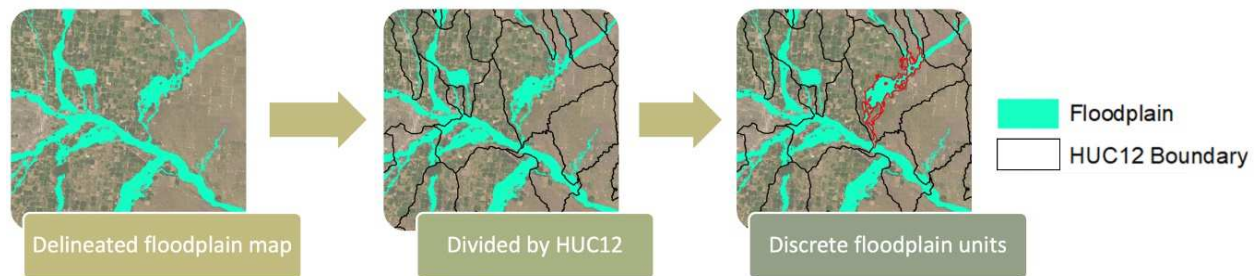 Delineated floodplain map
Divided by HUC12
Discrete floodplain units
Floodplain
HUC12 Boundary